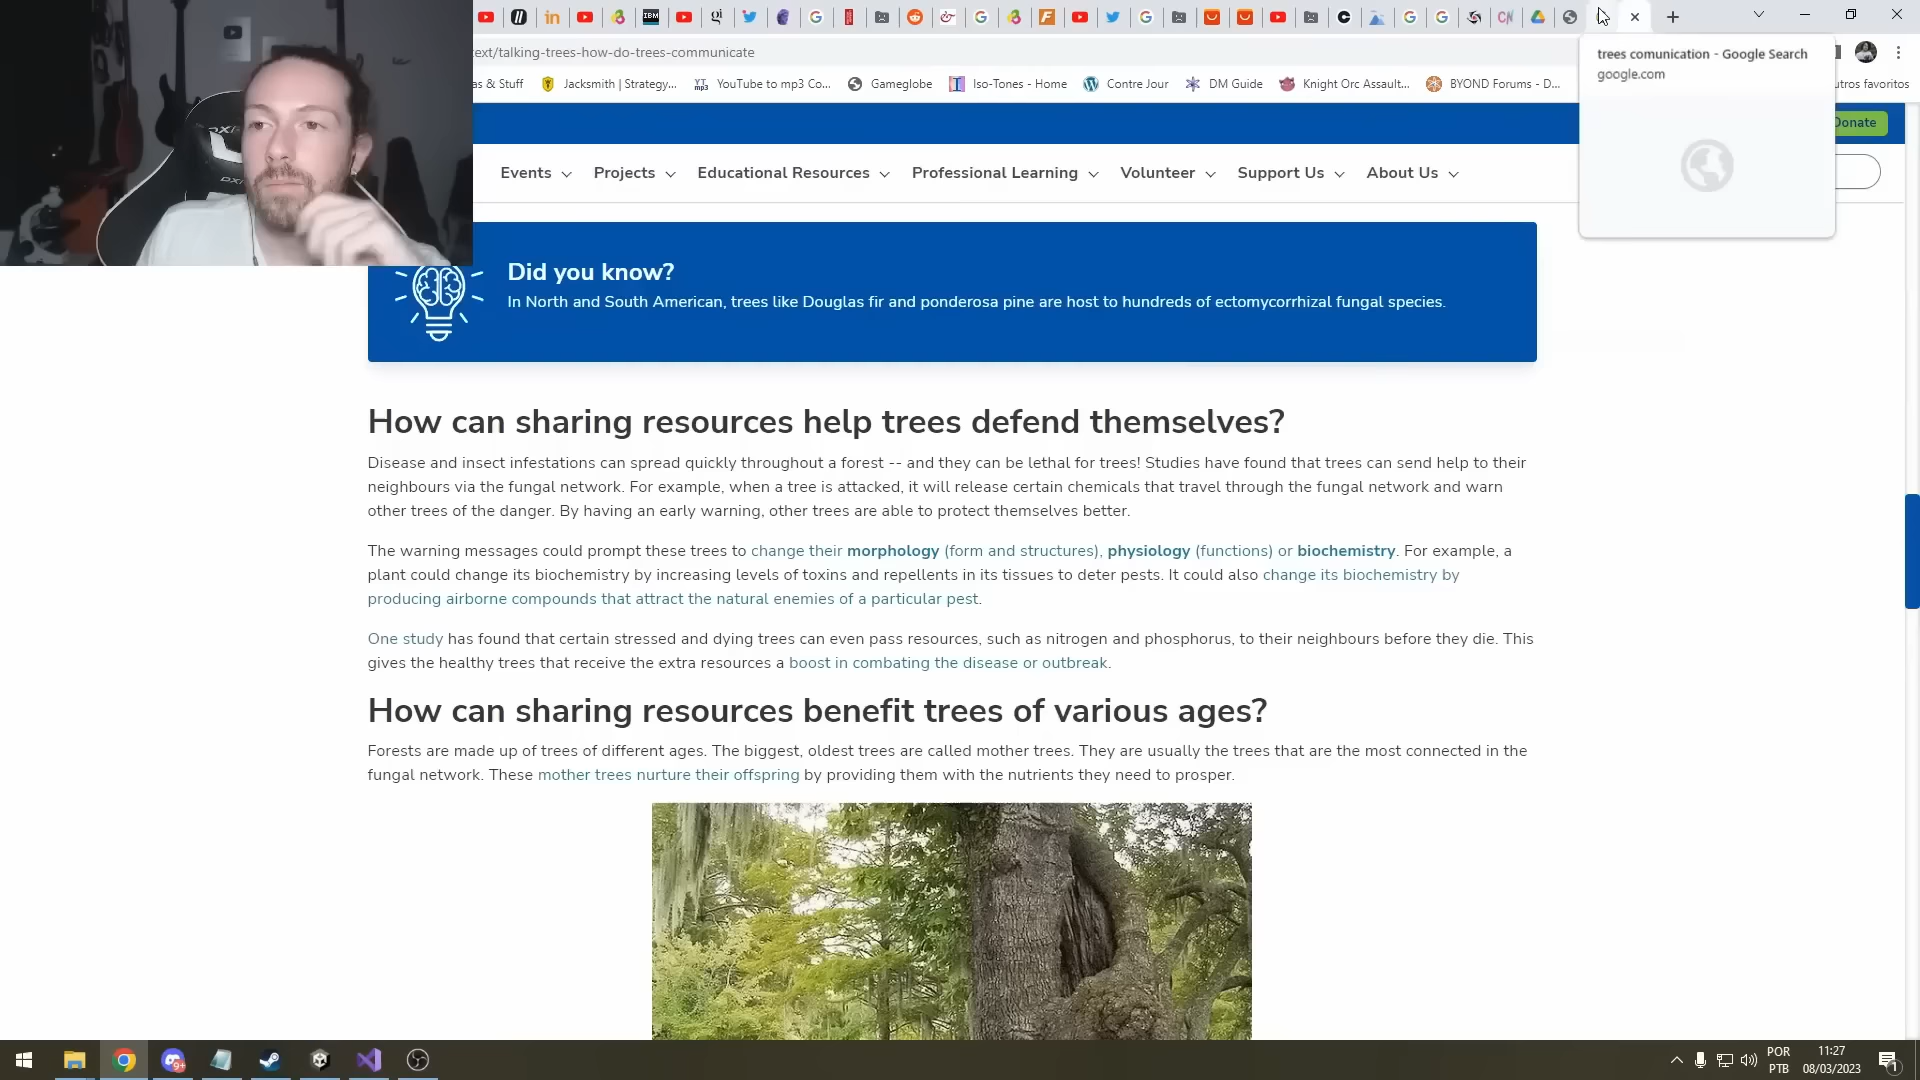 ext/talking-trees-how-do-trees-communicate
trees comunication - Google Search
google.com
as & Stuff
Jacksmith | Strategy...
YouTube to mp3 Co...
Gameglobe
Iso-Tones - Home
Contre Jour
DM Guide
Knight Orc Assault...
BYOND Forums - D...
utros favoritos
Donate
Events
Projects
Educational Resources
Professional Learning
Volunteer
Support Us
About Us
Did you know?
In North and South American, trees like Douglas fir and ponderosa pine are host to hundreds of ectomycorrhizal fungal species.
How can sharing resources help trees defend themselves?
Disease and insect infestations can spread quickly throughout a forest -- and they can be lethal for trees! Studies have found that trees can send help to their
neighbours via the fungal network. For example, when a tree is attacked, it will release certain chemicals that travel through the fungal network and warn
other trees of the danger. By having an early warning, other trees are able to protect themselves better.
The warning messages could prompt these trees to change their morphology (form and structures), physiology (functions) or biochemistry. For example, a
plant could change its biochemistry by increasing levels of toxins and repellents in its tissues to deter pests. It could also change its biochemistry by
producing airborne compounds that attract the natural enemies of a particular pest.
One study has found that certain stressed and dying trees can even pass resources, such as nitrogen and phosphorus, to their neighbours before they die. This
gives the healthy trees that receive the extra resources a boost in combating the disease or outbreak.
How can sharing resources benefit trees of various ages?
Forests are made up of trees of different ages. The biggest, oldest trees are called mother trees. They are usually the trees that are the most connected in the
fungal network. These mother trees nurture their offspring by providing them with the nutrients they need to prosper.
POR
PTB
11:27
08/03/2023